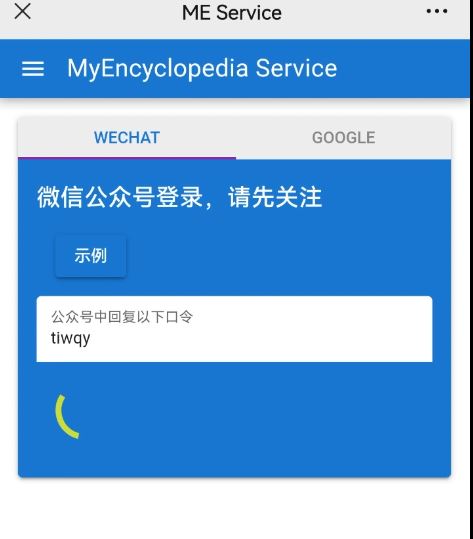 ME Service
MyEncyclopedia Service
WECHAT
GOOGLE
微信公众号登录，请先关注
示例
公众号中回复以下口令
tiwqy